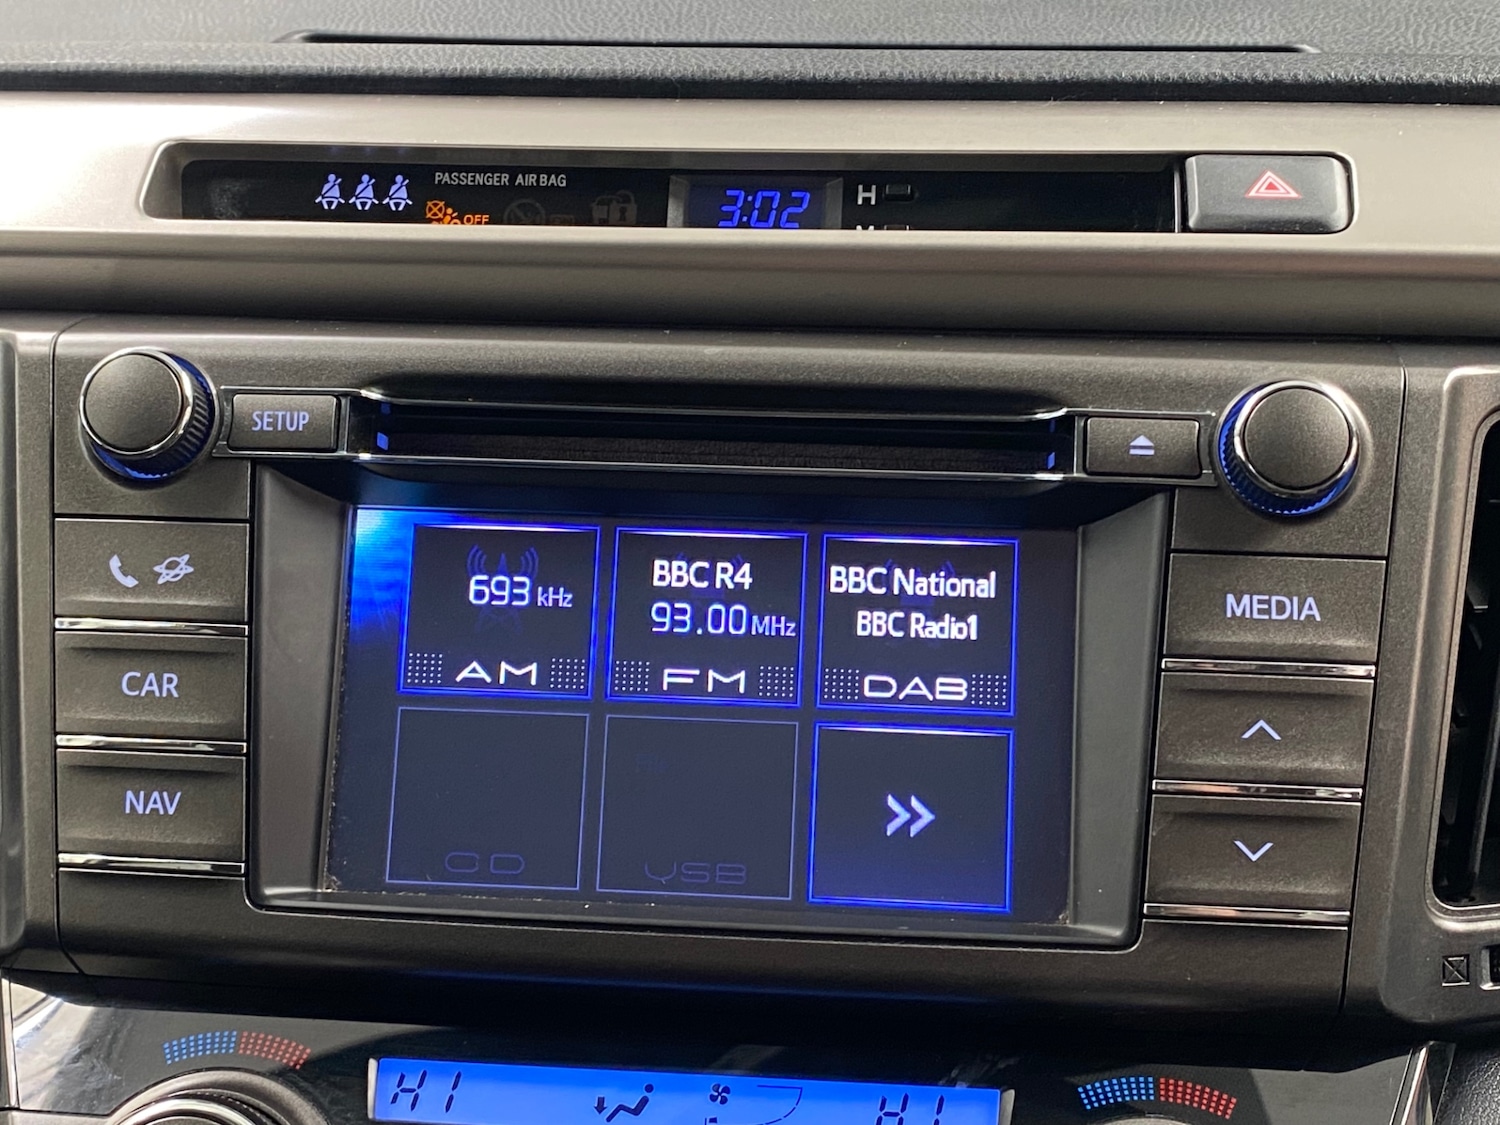 PASSENGER AIR BAG
OFF
3:02
H
SETUP
CAR
NAV
MEDIA
693 kHz
AM
BBC R4
93.00 MHz
FM
BBC National
BBC Radio1
DAB
CD
USB
HI
HI